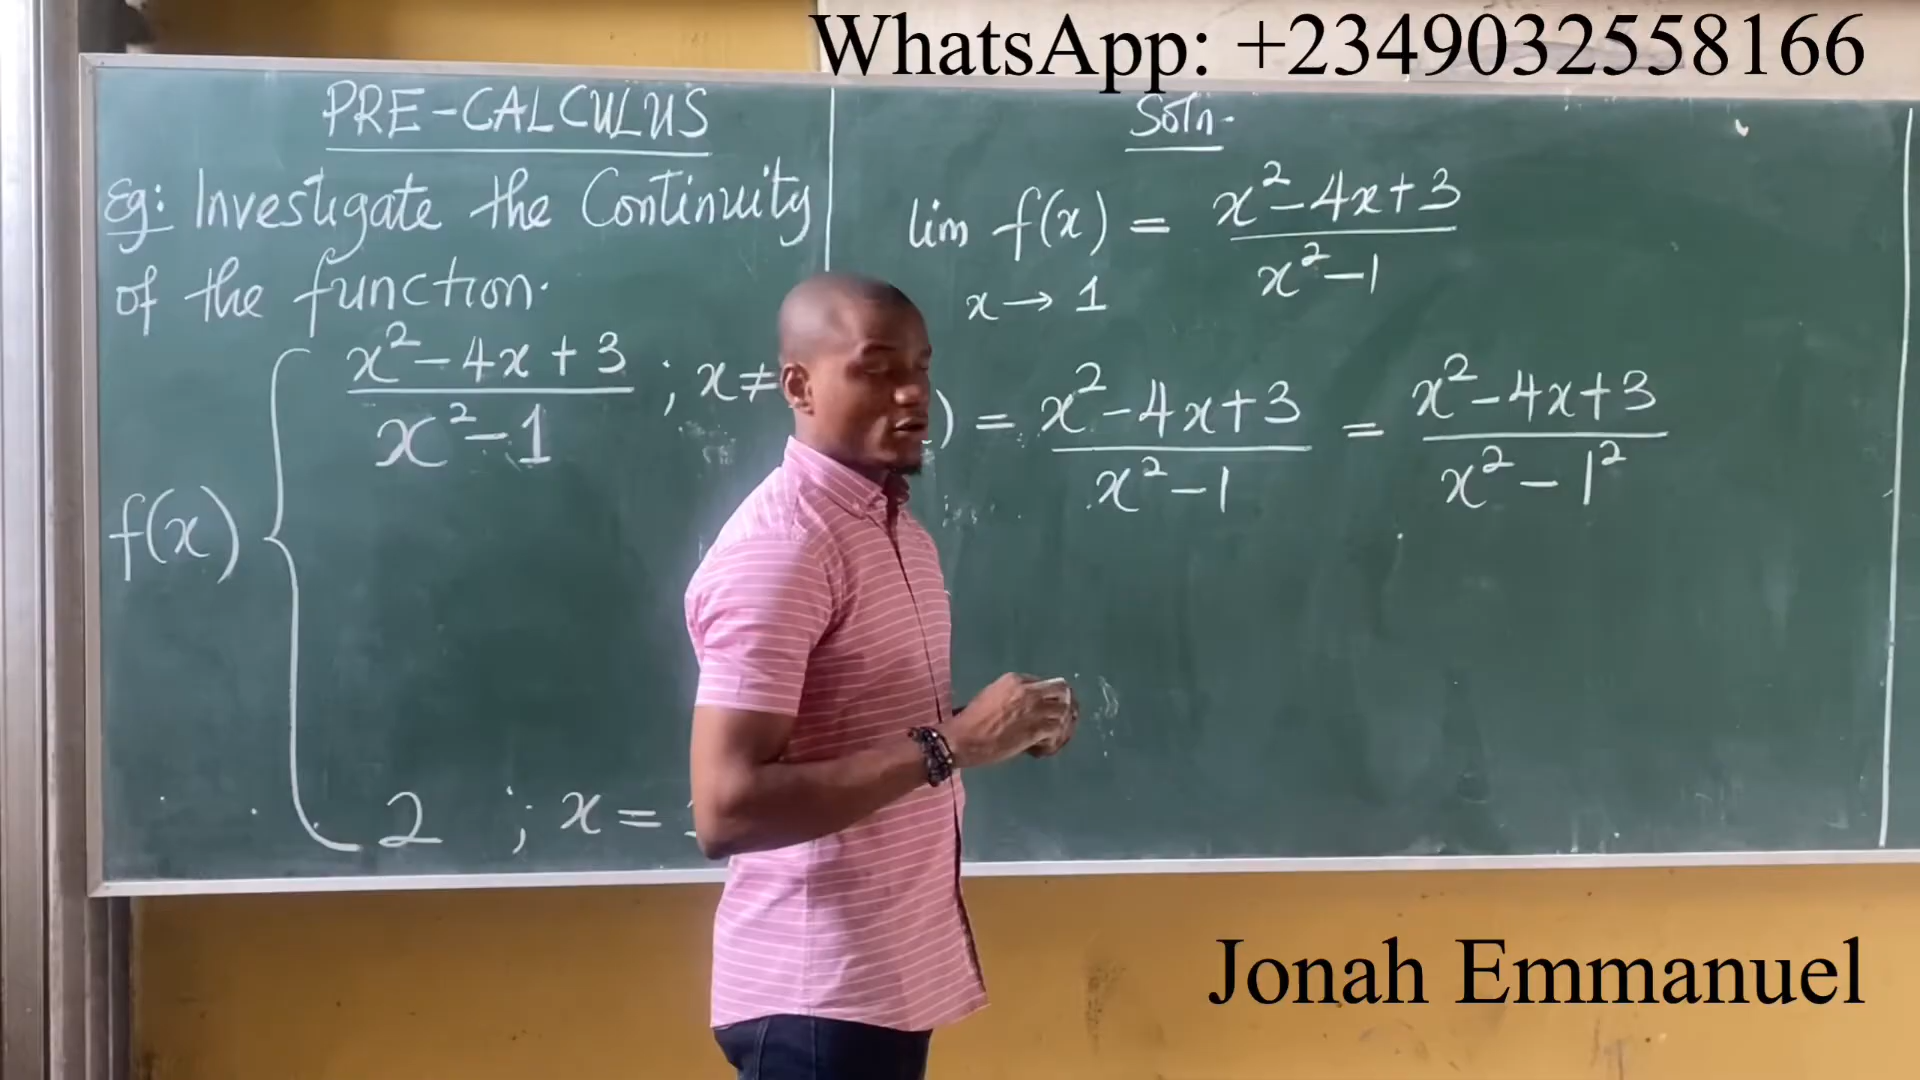 WhatsApp: +2349032558166
PRE-CALCULUS
Eg: Investigate the Continuity
of the function.
f(x) { x² - 4x + 3 / x² - 1 ; x ≠
2 ; x =
Soln.
lim f(x) = x² - 4x + 3 / x² - 1
x → 1
) = x² - 4x + 3 / x² - 1 = x² - 4x + 3 / x² - 1²
Jonah Emmanuel